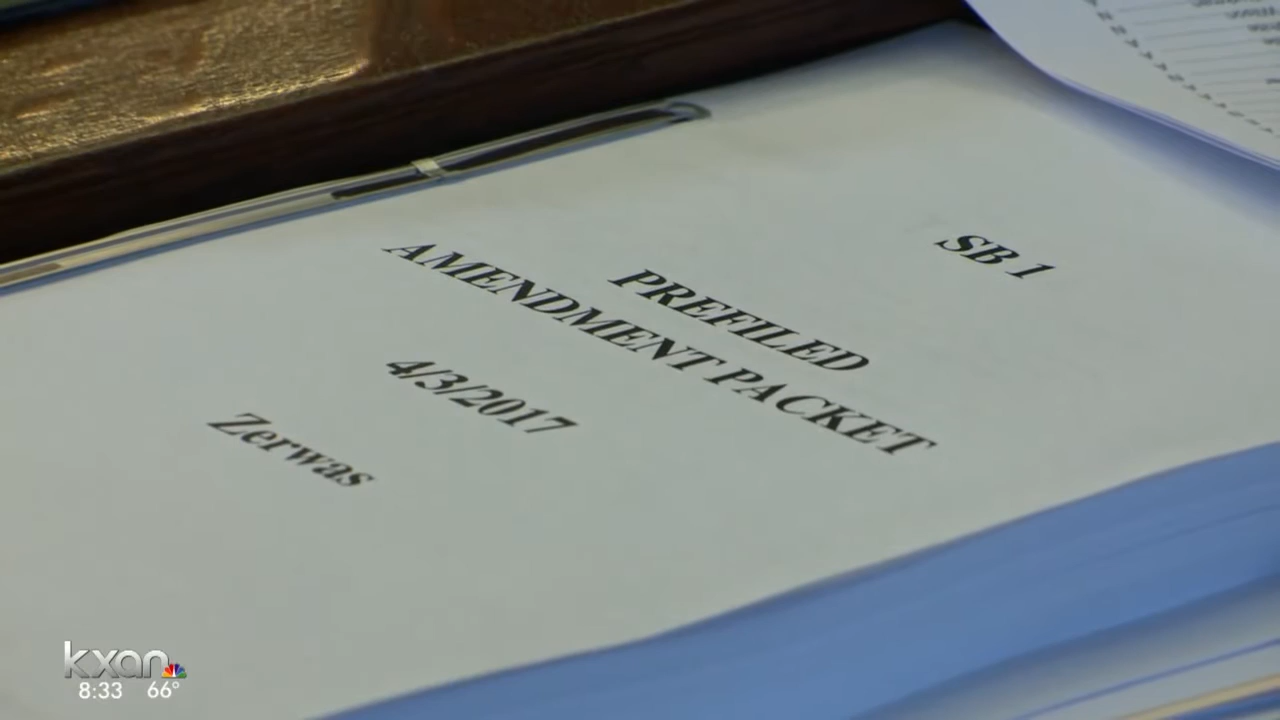 SB 1
PREFILED
AMENDMENT PACKET
4/3/2017
Zerwas
kxan
8:33 66°